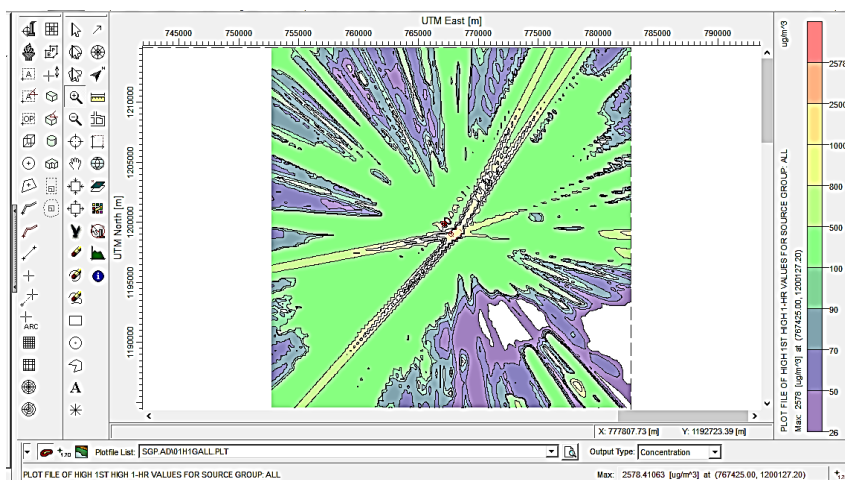 UTM East [m]
745000 750000 755000 760000 765000 770000 775000 780000 785000 790000
UTM North [m]
1210000
1205000
1200000
1195000
1190000
A
A
OP
ARC
A
ug/m^3
2578
2500
1000
800
500
100
90
70
50
26
PLOT FILE OF HIGH 1ST HIGH 1-HR VALUES FOR SOURCE GROUP: ALL
Max: 2578 [ug/m^3] at (767425.00, 1200127.20)
X: 777807.73 [m] Y: 1192723.39 [m]
Plotfile List: SGP.AD\01H1GALL.PLT Output Type: Concentration
PLOT FILE OF HIGH 1ST HIGH 1-HR VALUES FOR SOURCE GROUP: ALL Max: 2578.41063 [ug/m^3] at (767425.00, 1200127.20)